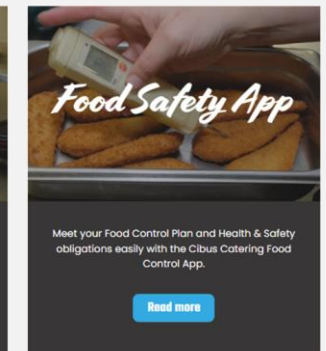 Food Safety App
Meet your Food Control Plan and Health & Safety
obligations easily with the Cibus Catering Food
Control App.
Read more